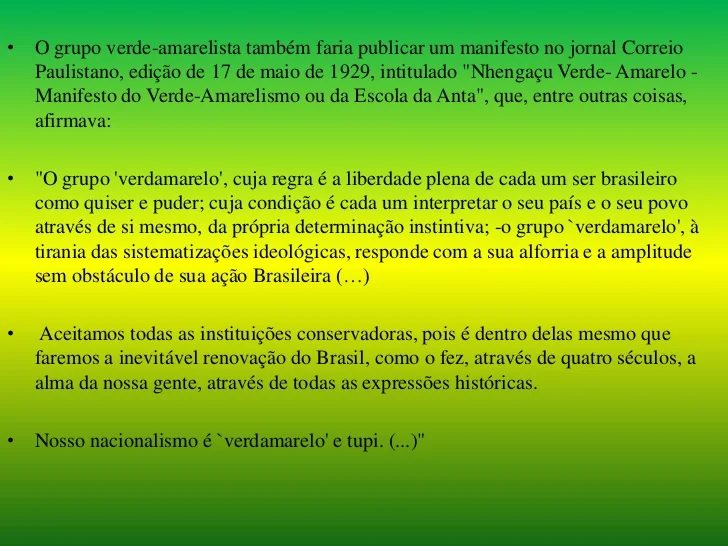 • O grupo verde-amarelista também faria publicar um manifesto no jornal Correio
Paulistano, edição de 17 de maio de 1929, intitulado "Nhengaçu Verde- Amarelo -
Manifesto do Verde-Amarelismo ou da Escola da Anta", que, entre outras coisas,
afirmava:
• "O grupo 'verdamarelo', cuja regra é a liberdade plena de cada um ser brasileiro
como quiser e puder; cuja condição é cada um interpretar o seu país e o seu povo
através de si mesmo, da própria determinação instintiva; -o grupo `verdamarelo', à
tirania das sistematizações ideológicas, responde com a sua alforria e a amplitude
sem obstáculo de sua ação Brasileira (…)
• Aceitamos todas as instituições conservadoras, pois é dentro delas mesmo que
faremos a inevitável renovação do Brasil, como o fez, através de quatro séculos, a
alma da nossa gente, através de todas as expressões históricas.
• Nosso nacionalismo é `verdamarelo' e tupi. (...)"